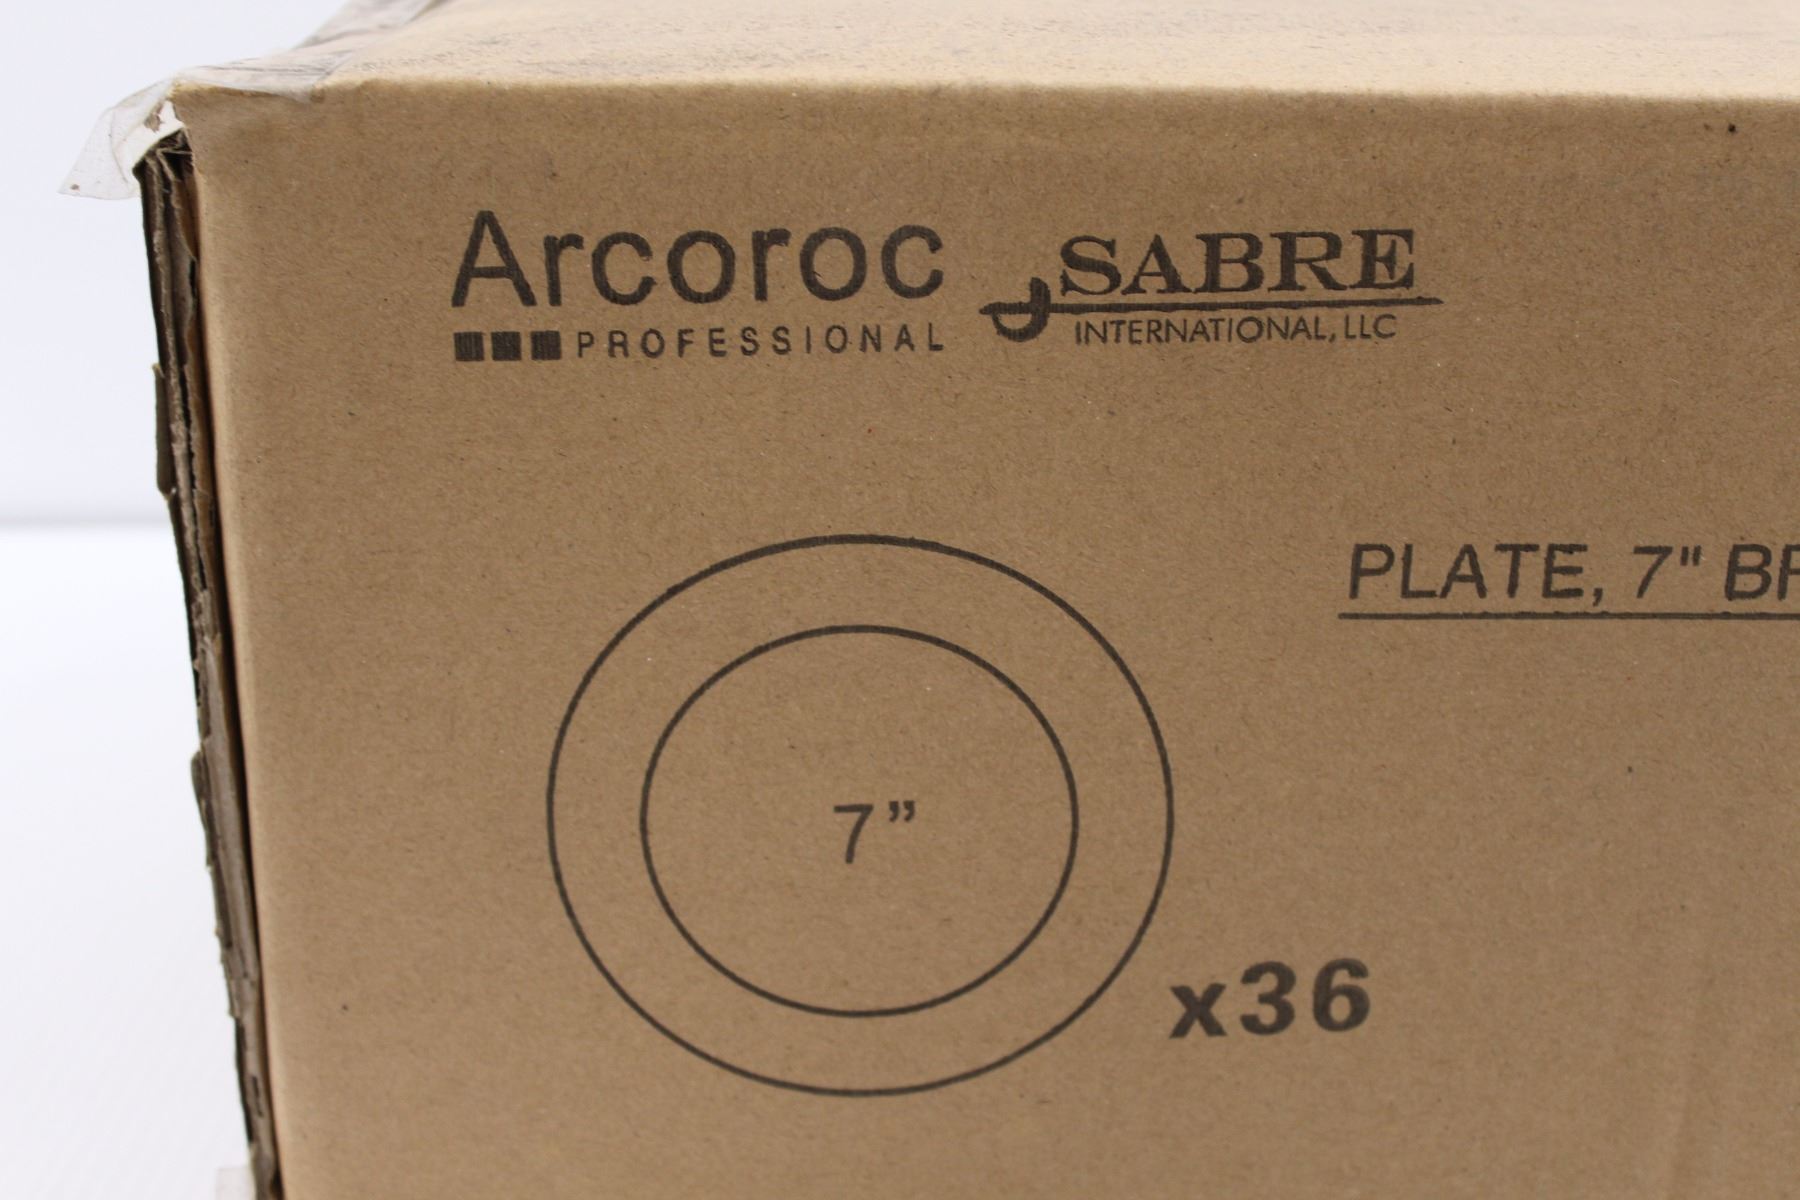 Arcoroc
PROFESSIONAL
SABRE
INTERNATIONAL, LLC
PLATE, 7"
7”
x36